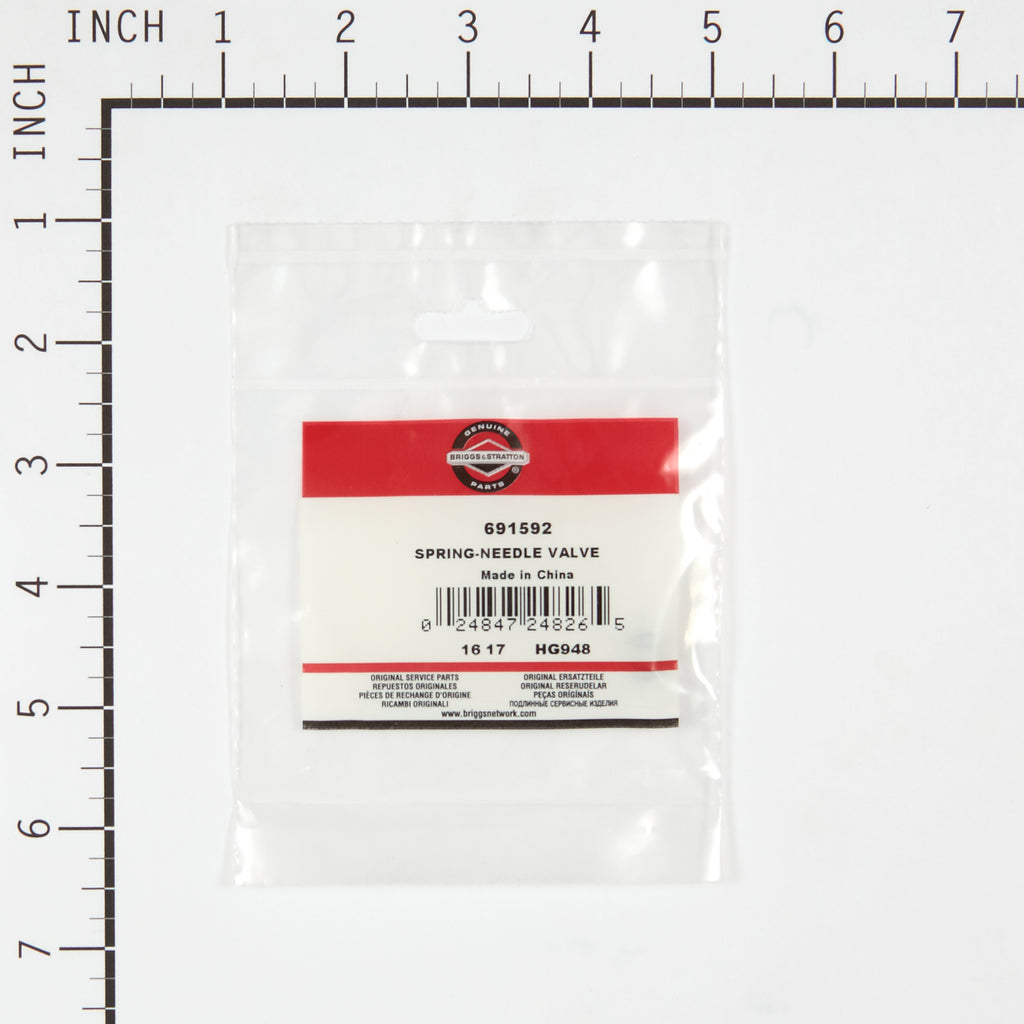 INCH 1 2 3 4 5 6 7
INCH
1
2
3
4
5
6
7
GENUINE
BRIGGS&STRATTON
®
PARTS
691592
SPRING-NEEDLE VALVE
Made in China
0 24847 24826 5
16 17 HG948
ORIGINAL SERVICE PARTS
REPUESTOS ORIGINALES
PIÈCES DE RECHANGE D'ORIGINE
RICAMBI ORIGINALI
ORIGINAL ERSATZTEILE
ORIGINAL RESERUDELAR
PEÇAS ORIGÍNAIS
ПОДЛИННЫЕ СЕРВИСНЫЕ ИЗДЕЛИЯ
www.briggsnetwork.com